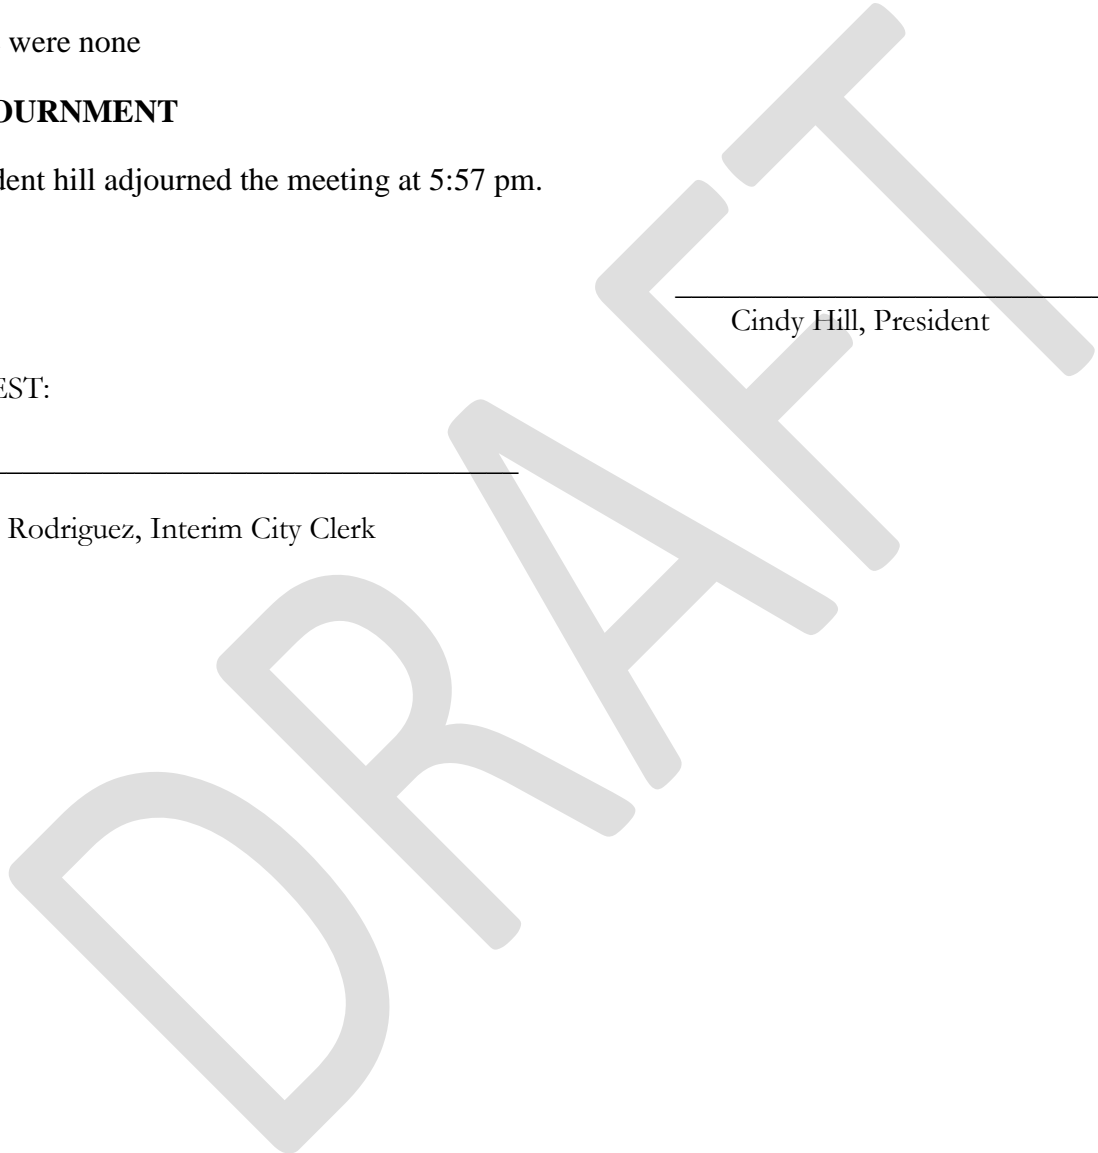 were none
OURNMENT
dent hill adjourned the meeting at 5:57 pm.
Cindy Hill, President
EST:
Rodriguez, Interim City Clerk
DRAFT